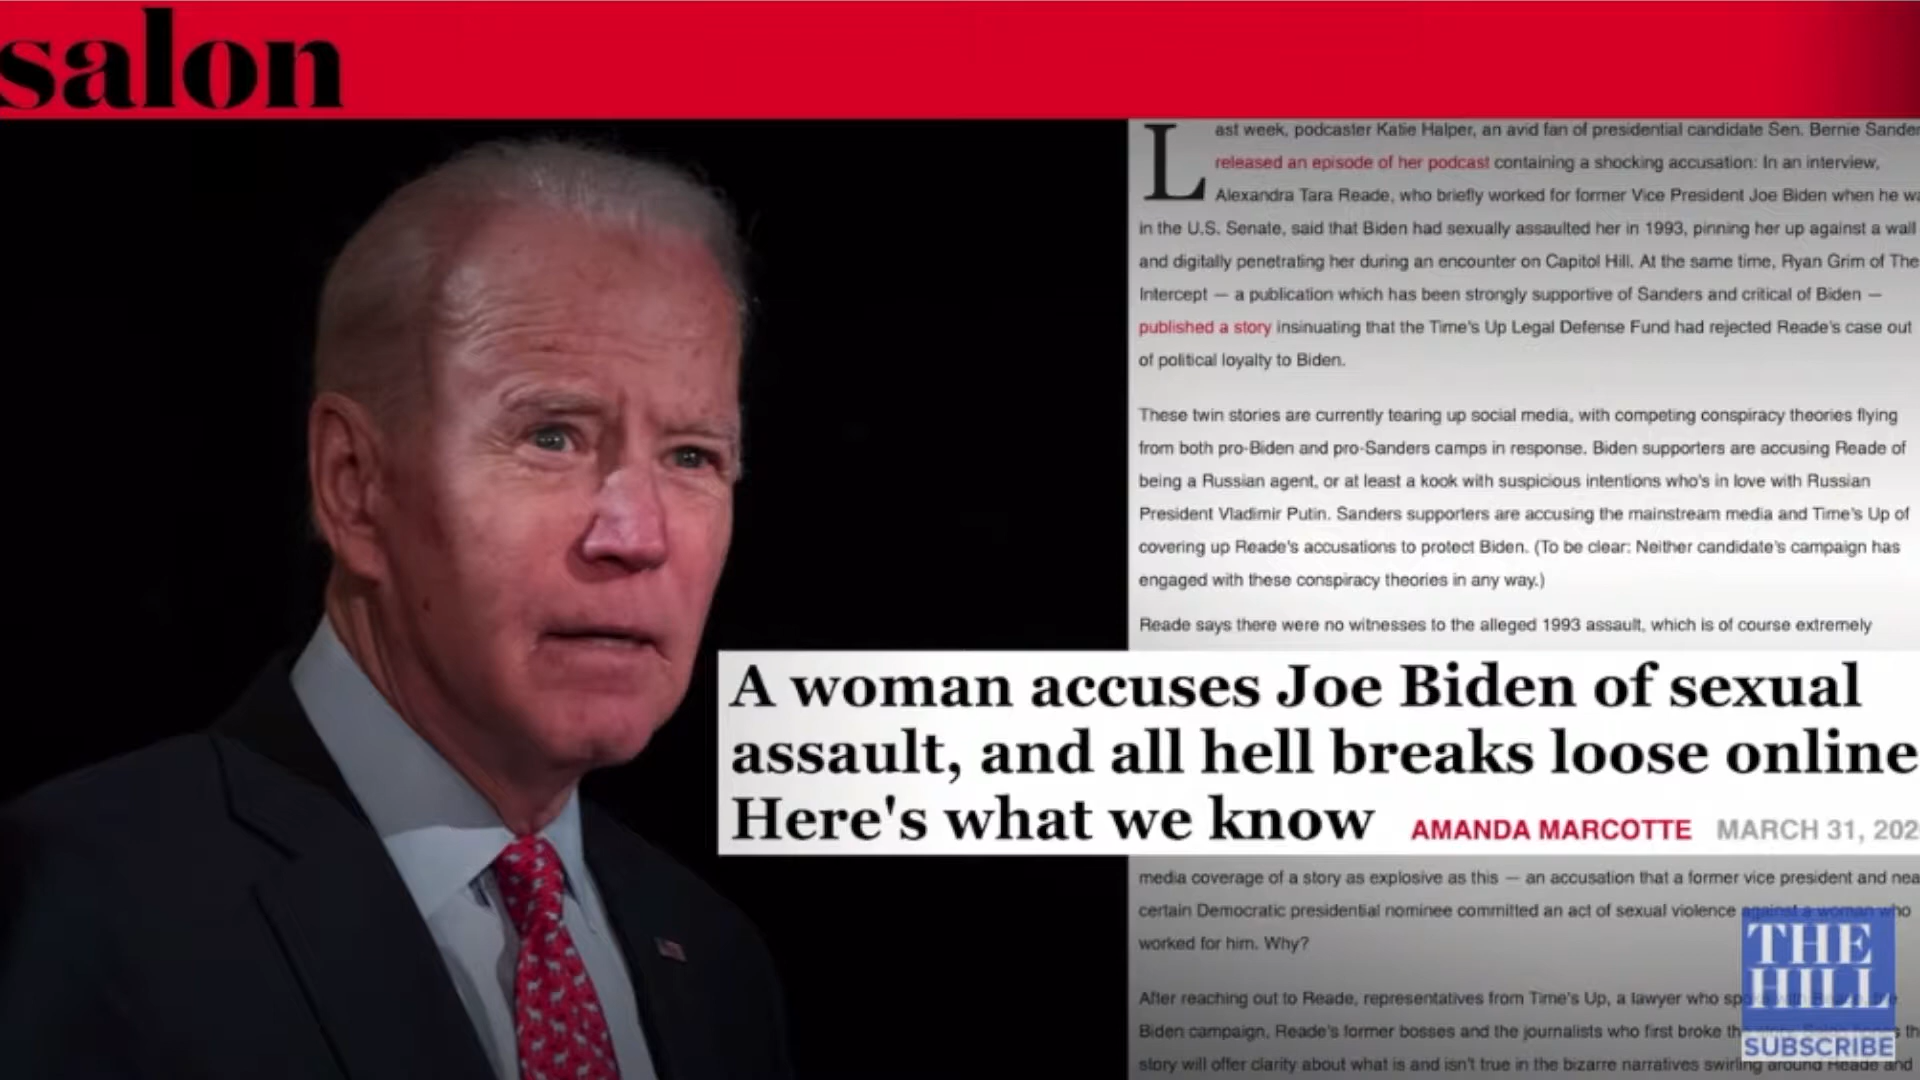 salon
Last week, podcaster Katie Halper, an avid fan of presidential candidate Sen. Bernie
released an episode of her podcast containing a shocking accusation: In an interview,
Alexandra Tara Reade, who briefly worked for former Vice President Joe Biden when he
in the U.S. Senate, said that Biden had sexually assaulted her in 1993, pinning her up against a wall
and digitally penetrating her during an encounter on Capitol Hill. At the same time, Ryan Grim of The
Intercept — a publication which has been strongly supportive of Sanders and critical of Biden —
published a story insinuating that the Time's Up Legal Defense Fund had rejected Reade's case out
of political loyalty to Biden.
These twin stories are currently tearing up social media, with competing conspiracy theories flying
from both pro-Biden and pro-Sanders camps in response. Biden supporters are accusing Reade of
being a Russian agent, or at least a kook with suspicious intentions who's in love with Russian
President Vladimir Putin. Sanders supporters are accusing the mainstream media and Time's Up of
covering up Reade's accusations to protect Biden. (To be clear: Neither candidate's campaign has
engaged with these conspiracy theories in any way.)
Reade says there were no witnesses to the alleged 1993 assault, which is of course extremely
A woman accuses Joe Biden of sexual
assault, and all hell breaks loose online
Here's what we know AMANDA MARCOTTE MARCH 31,
media coverage of a story as explosive as this — an accusation that a former vice president and
certain Democratic presidential nominee committed an act of sexual violence against a woman who
worked for him. Why?
After reaching out to Reade, representatives from Time's Up, a lawyer who
Biden campaign, Reade's former bosses and the journalists who first broke
story will offer clarity about what is and isn't true in the bizarre narratives swirling around Reade and
THE
HILL
SUBSCRIBE